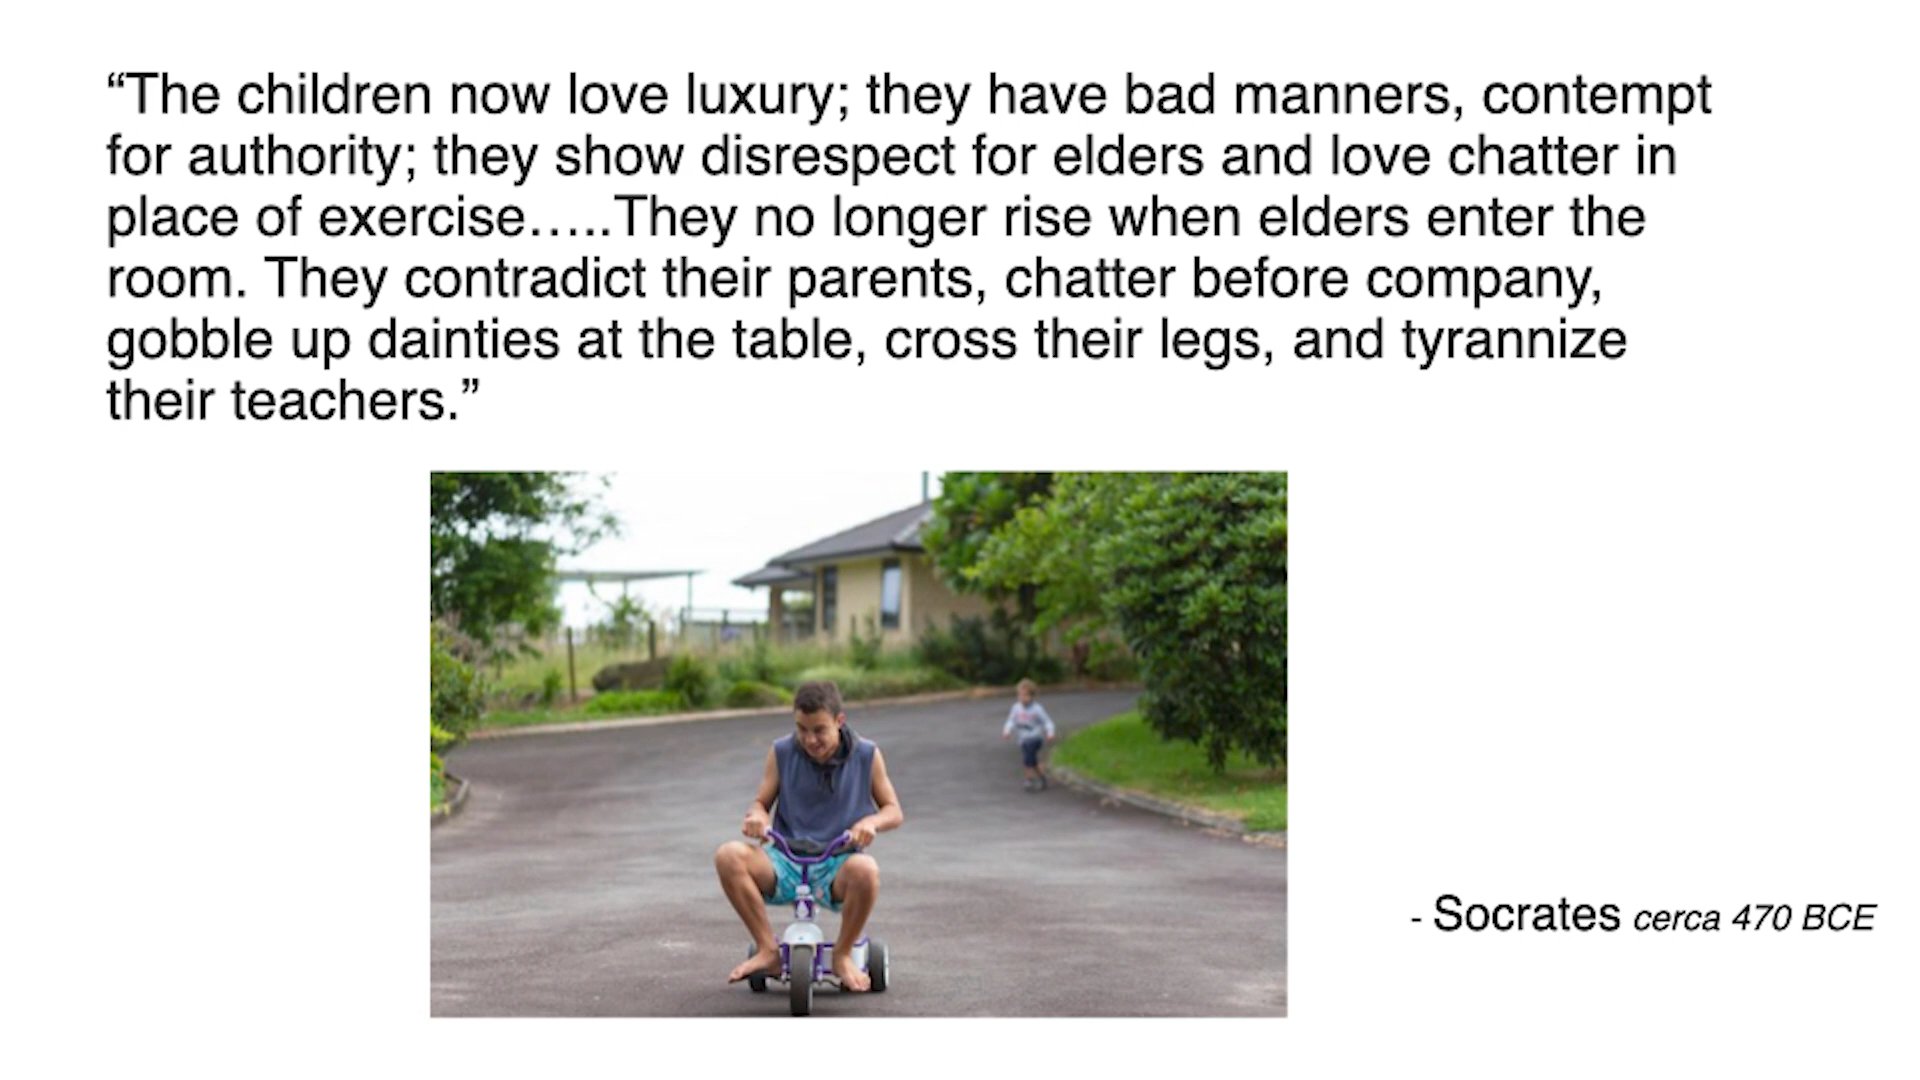 “The children now love luxury; they have bad manners, contempt
for authority; they show disrespect for elders and love chatter in
place of exercise…..They no longer rise when elders enter the
room. They contradict their parents, chatter before company,
gobble up dainties at the table, cross their legs, and tyrannize
their teachers.”
- Socrates cerca 470 BCE